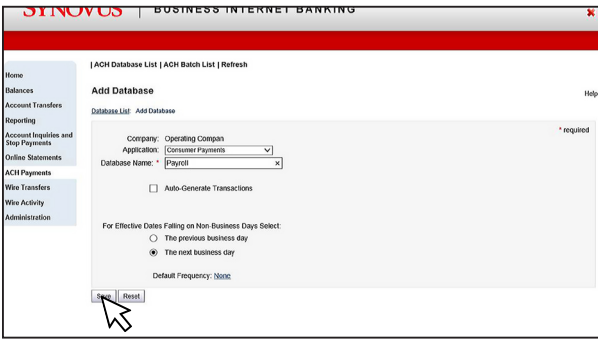 SYNOVUS | BUSINESS INTERNET BANKING
| ACH Database List | ACH Batch List | Refresh
Home
Balances
Account Transfers
Reporting
Account Inquiries and
Stop Payments
Online Statements
ACH Payments
Wire Transfers
Wire Activity
Administration
Add Database
Help
Database List: Add Database
* required
Company: Operating Compan
Application: Consumer Payments
Database Name: * Payroll x
Auto-Generate Transactions
For Effective Dates Falling on Non-Business Days Select:
The previous business day
The next business day
Default Frequency: None
Save Reset